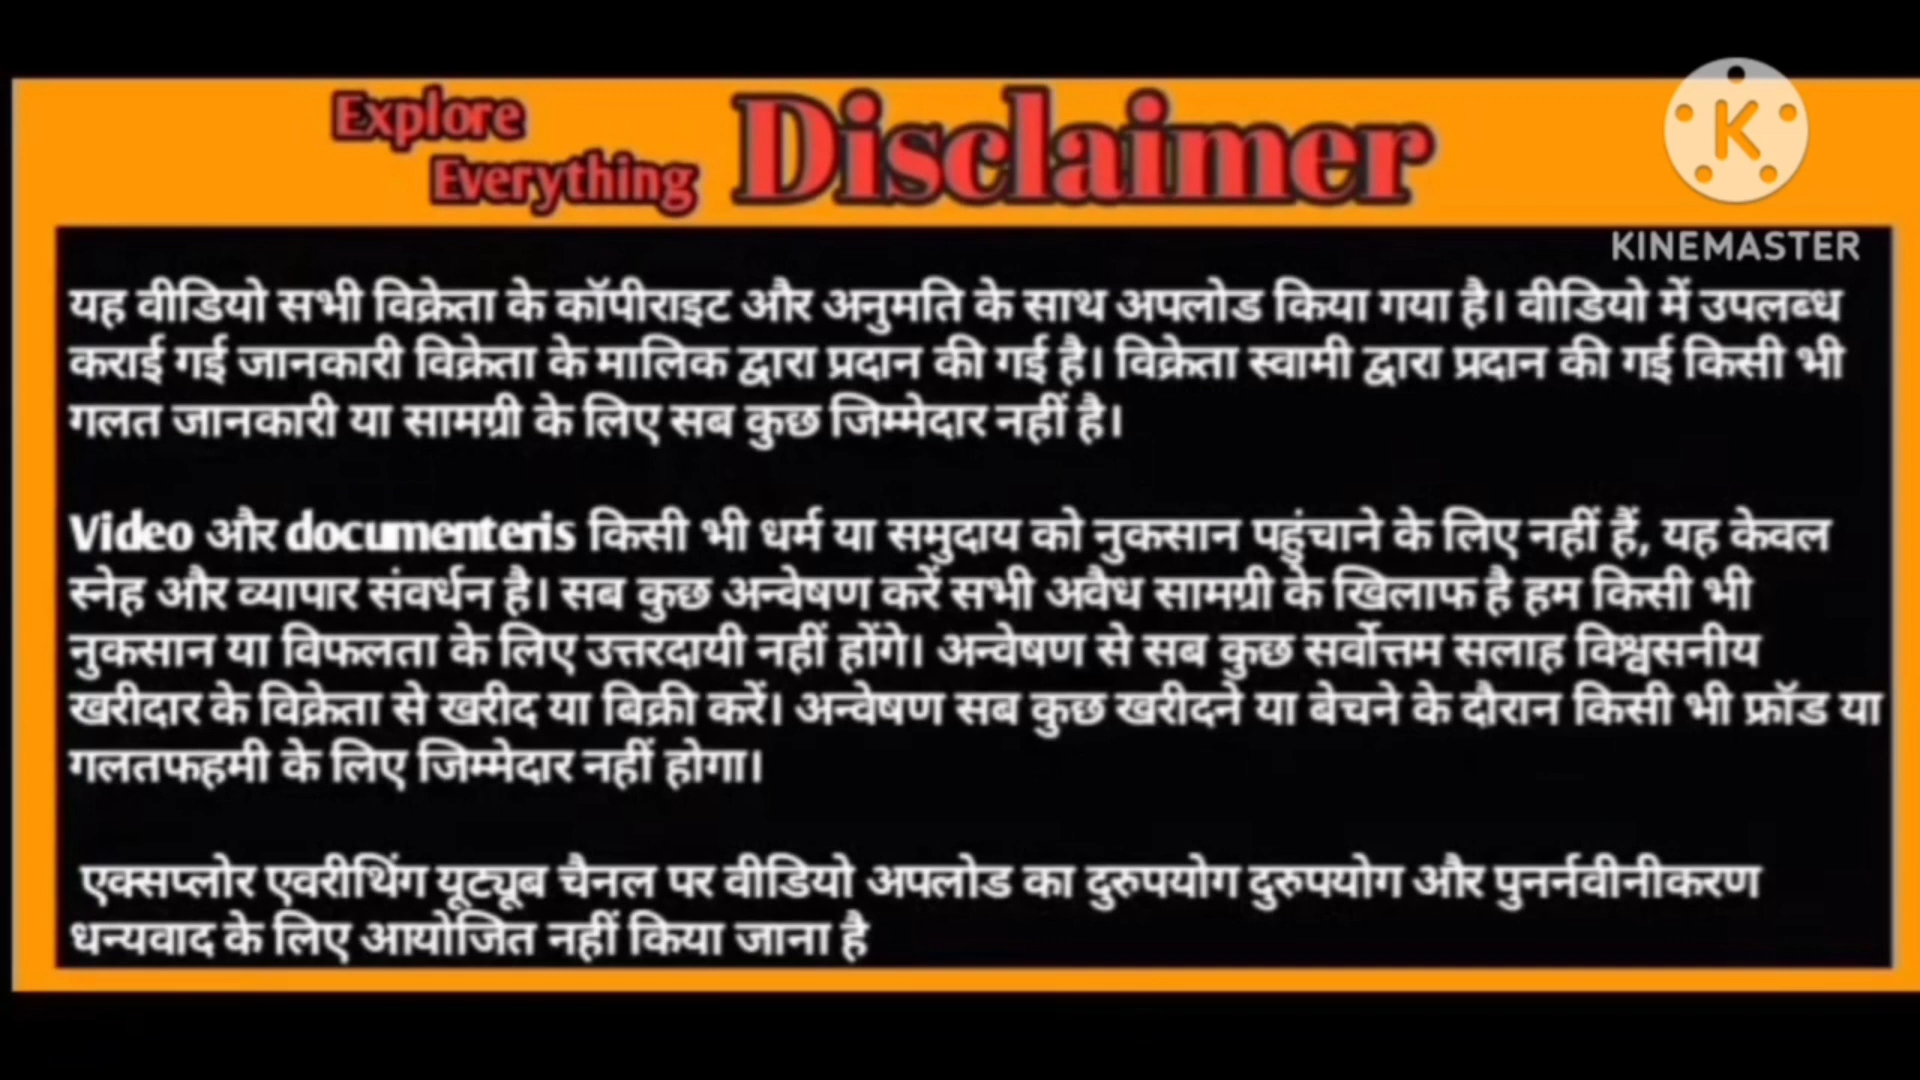 Explore
Everything
Disclaimer
KINEMASTER
यह वीडियो सभी विक्रेता के कॉपीराइट और अनुमति के साथ अपलोड किया गया है। वीडियो में उपलब्ध
कराई गई जानकारी विक्रेता के मालिक द्वारा प्रदान की गई है। विक्रेता स्वामी द्वारा प्रदान की गई किसी भी
गलत जानकारी या सामग्री के लिए सब कुछ जिम्मेदार नहीं है।
Video और documenteris किसी भी धर्म या समुदाय को नुकसान पहुंचाने के लिए नहीं हैं, यह केवल
स्नेह और व्यापार संवर्धन है। सब कुछ अन्वेषण करें सभी अवैध सामग्री के खिलाफ है हम किसी भी
नुकसान या विफलता के लिए उत्तरदायी नहीं होंगे। अन्वेषण से सब कुछ सर्वोत्तम सलाह विश्वसनीय
खरीदार के विक्रेता से खरीद या बिक्री करें। अन्वेषण सब कुछ खरीदने या बेचने के दौरान किसी भी फ्रॉड या
गलतफहमी के लिए जिम्मेदार नहीं होगा।
एक्सप्लोर एवरीथिंग यूट्यूब चैनल पर वीडियो अपलोड का दुरुपयोग दुरुपयोग और पुनर्नवीनीकरण
धन्यवाद के लिए आयोजित नहीं किया जाना है